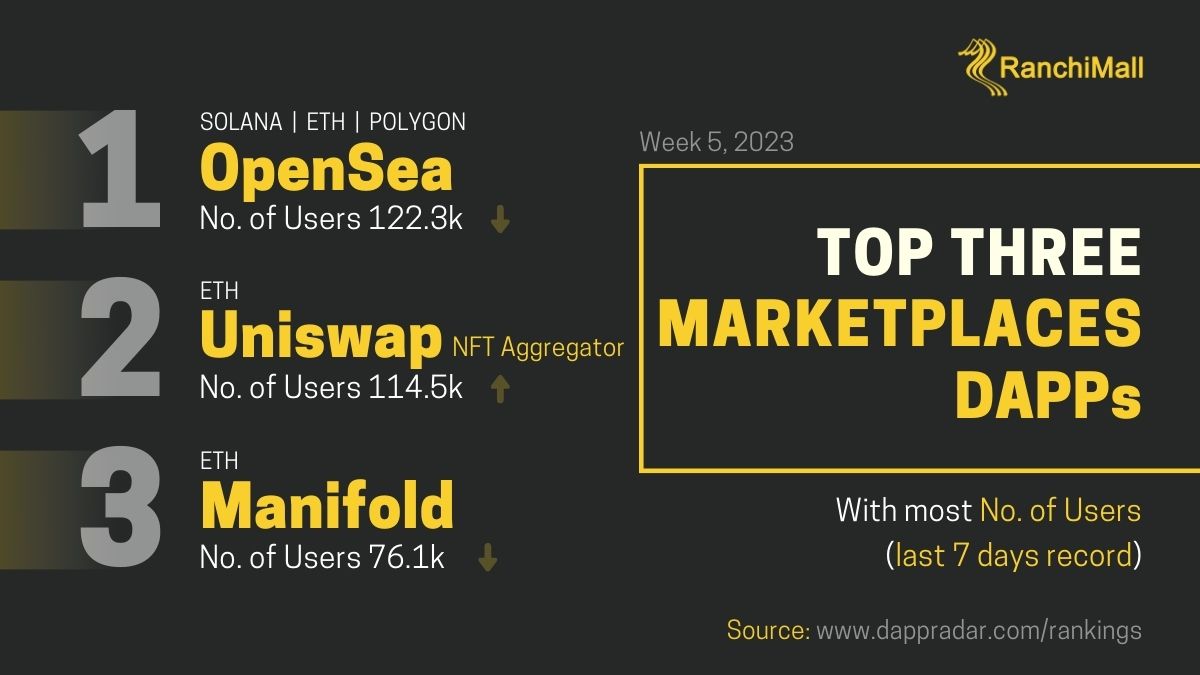 RanchiMall
1
SOLANA | ETH | POLYGON
OpenSea
No. of Users 122.3k
2
ETH
Uniswap NFT Aggregator
No. of Users 114.5k
3
ETH
Manifold
No. of Users 76.1k
Week 5, 2023
TOP THREE
MARKETPLACES
DAPPs
With most No. of Users
(last 7 days record)
Source: www.dappradar.com/rankings